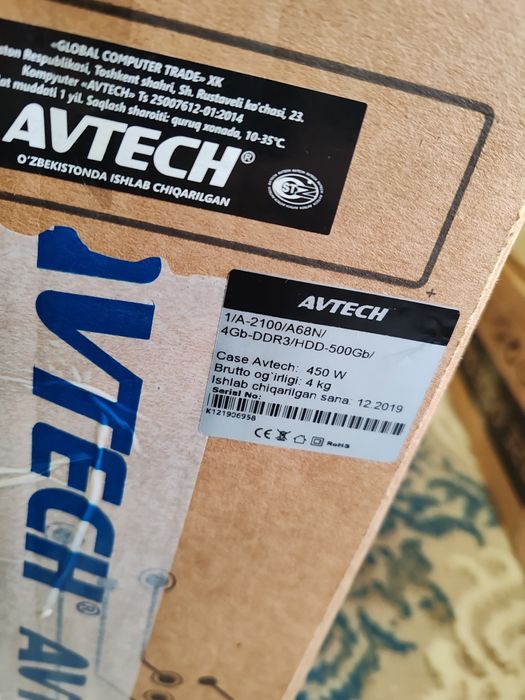 «GLOBAL COMPUTER TRADE» XK
Respublikasi, Toshkent shahri, Sh. Rustaveli ko'chasi, 23.
Kompyuter «AVTECH» Ts 25007612-01:2014
muddati 1 yil. Saqlash sharoiti: quruq xonada, 10-35°C
AVTECH®
O'ZBEKISTONDA ISHLAB CHIQARILGAN
AVTECH
1/A-2100/A68N/
4Gb-DDR3/HDD-500Gb/
Case Avtech: 450 W
Brutto og`irligi: 4 kg
Ishlab chiqarilgan sana: 12.2019
Serial No:
K121906958
CE RoHS
AVTECH®